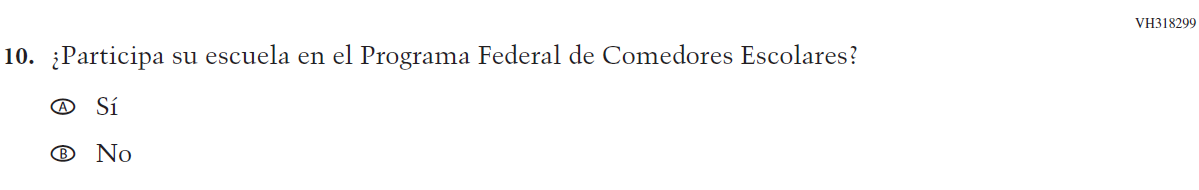 VH318299
10. ¿Participa su escuela en el Programa Federal de Comedores Escolares?
A Sí
B No